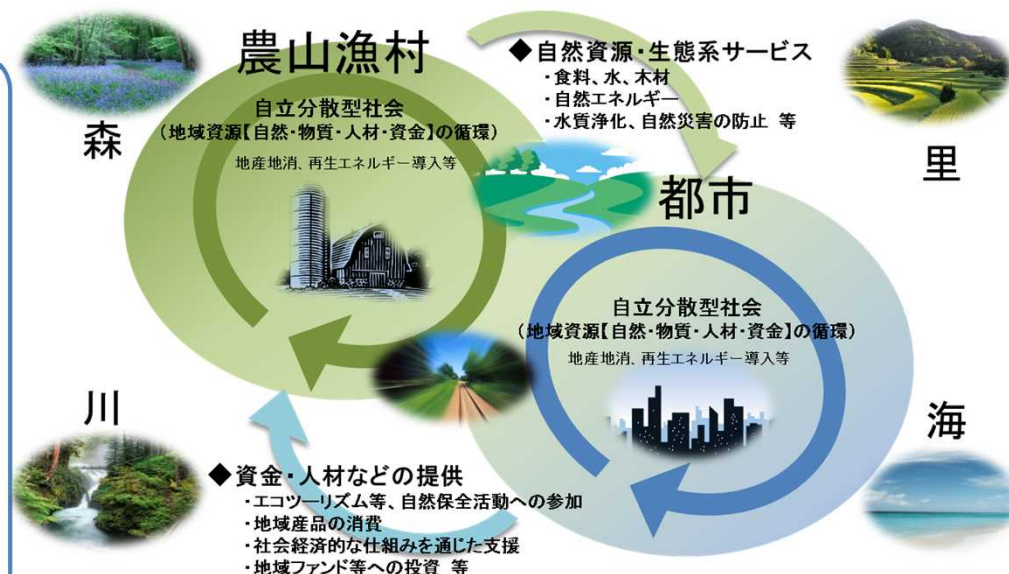 農山漁村
自立分散型社会
（地域資源【自然・物質・人材・資金】の循環）
地産地消、再生エネルギー導入等
◆自然資源・生態系サービス
・食料、水、木材
・自然エネルギー
・水質浄化、自然災害の防止 等
森
里
都市
自立分散型社会
（地域資源【自然・物質・人材・資金】の循環）
地産地消、再生エネルギー導入等
川
海
◆資金・人材などの提供
・エコツーリズム等、自然保全活動への参加
・地域産品の消費
・社会経済的な仕組みを通じた支援
・地域ファンド等への投資 等